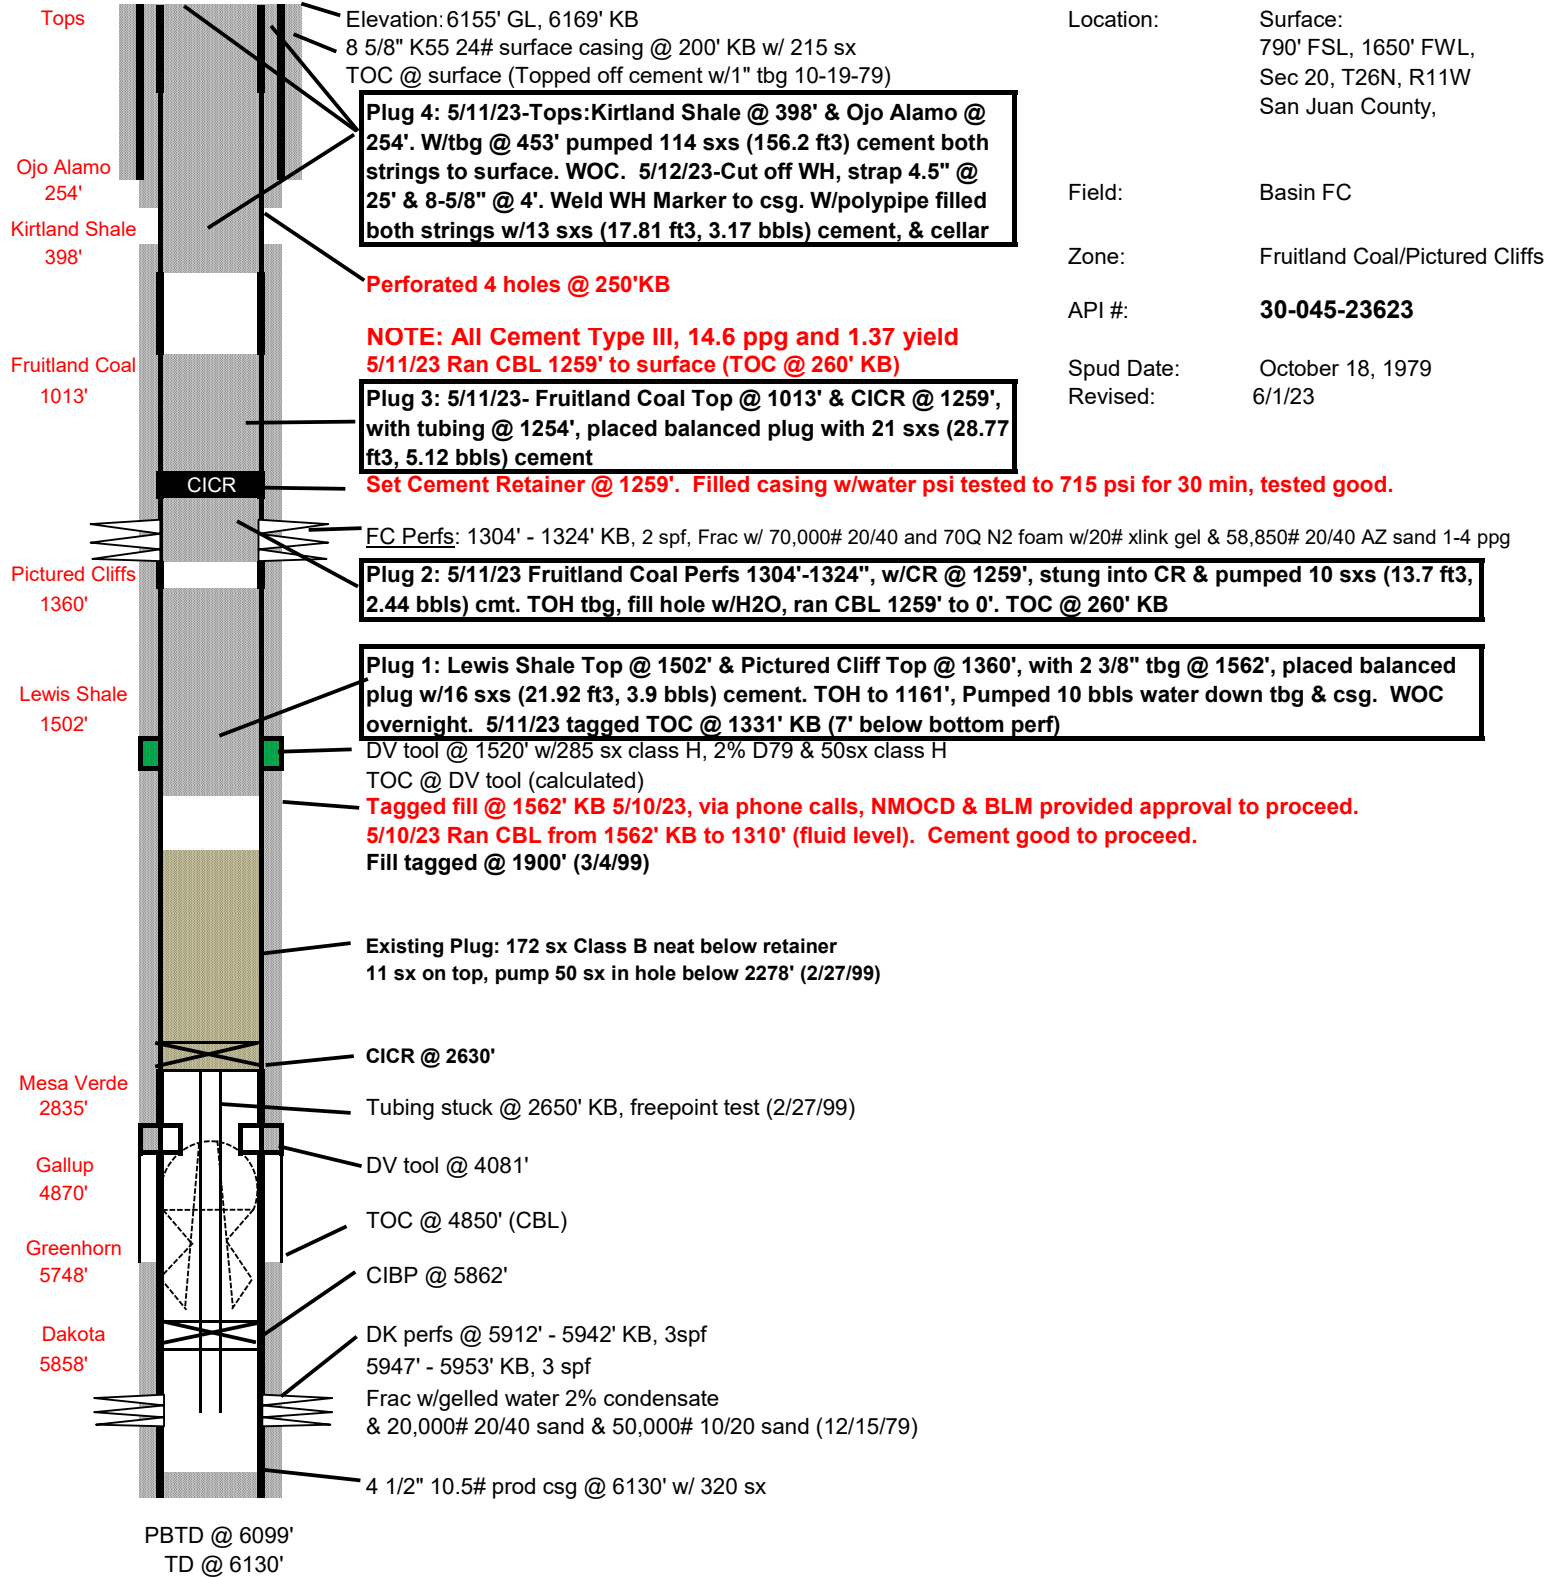 Tops
Elevation: 6155' GL, 6169' KB
8 5/8" K55 24# surface casing @ 200' KB w/ 215 sx
TOC @ surface (Topped off cement w/1" tbg 10-19-79)
Location: Surface:
790' FSL, 1650' FWL,
Sec 20, T26N, R11W
San Juan County,
Plug 4: 5/11/23-Tops:Kirtland Shale @ 398' & Ojo Alamo @
254'. W/tbg @ 453' pumped 114 sxs (156.2 ft3) cement both
strings to surface. WOC.  5/12/23-Cut off WH, strap 4.5" @
25' & 8-5/8" @ 4'. Weld WH Marker to csg. W/polypipe filled
both strings w/13 sxs (17.81 ft3, 3.17 bbls) cement, & cellar
Ojo Alamo
254'
Kirtland Shale
398'
Field: Basin FC
Zone: Fruitland Coal/Pictured Cliffs
API #: 30-045-23623
Spud Date: October 18, 1979
Revised: 6/1/23
Perforated 4 holes @ 250'KB
NOTE: All Cement Type III, 14.6 ppg and 1.37 yield
5/11/23 Ran CBL 1259' to surface (TOC @ 260' KB)
Fruitland Coal
1013'
Plug 3: 5/11/23- Fruitland Coal Top @ 1013' & CICR @ 1259',
with tubing @ 1254', placed balanced plug with 21 sxs (28.77
ft3, 5.12 bbls) cement
CICR
Set Cement Retainer @ 1259'.  Filled casing w/water psi tested to 715 psi for 30 min, tested good.
FC Perfs: 1304' - 1324' KB, 2 spf, Frac w/ 70,000# 20/40 and 70Q N2 foam w/20# xlink gel & 58,850# 20/40 AZ sand 1-4 ppg
Pictured Cliffs
1360'
Plug 2: 5/11/23 Fruitland Coal Perfs 1304'-1324", w/CR @ 1259', stung into CR & pumped 10 sxs (13.7 ft3,
2.44 bbls) cmt. TOH tbg, fill hole w/H2O, ran CBL 1259' to 0'. TOC @ 260' KB
Plug 1: Lewis Shale Top @ 1502' & Pictured Cliff Top @ 1360', with 2 3/8" tbg @ 1562', placed balanced
plug w/16 sxs (21.92 ft3, 3.9 bbls) cement. TOH to 1161', Pumped 10 bbls water down tbg & csg.  WOC
overnight.  5/11/23 tagged TOC @ 1331' KB (7' below bottom perf)
Lewis Shale
1502'
DV tool @ 1520' w/285 sx class H, 2% D79 & 50sx class H
TOC @ DV tool (calculated)
Tagged fill @ 1562' KB 5/10/23, via phone calls, NMOCD & BLM provided approval to proceed.
5/10/23 Ran CBL from 1562' KB to 1310' (fluid level).  Cement good to proceed.
Fill tagged @ 1900' (3/4/99)
Existing Plug: 172 sx Class B neat below retainer
11 sx on top, pump 50 sx in hole below 2278' (2/27/99)
CICR @ 2630'
Mesa Verde
2835'
Tubing stuck @ 2650' KB, freepoint test (2/27/99)
Gallup
4870'
DV tool @ 4081'
TOC @ 4850' (CBL)
Greenhorn
5748'
CIBP @ 5862'
Dakota
5858'
DK perfs @ 5912' - 5942' KB, 3spf
5947' - 5953' KB, 3 spf
Frac w/gelled water 2% condensate
& 20,000# 20/40 sand & 50,000# 10/20 sand (12/15/79)
4 1/2" 10.5# prod csg @ 6130' w/ 320 sx
PBTD @ 6099'
TD @ 6130'